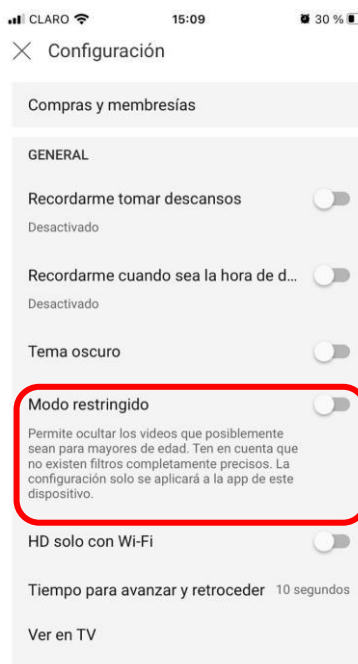 CLARO 15:09 30 %
Configuración
Compras y membresías
GENERAL
Recordarme tomar descansos
Desactivado
Recordarme cuando sea la hora de d...
Desactivado
Tema oscuro
Modo restringido
Permite ocultar los videos que posiblemente
sean para mayores de edad. Ten en cuenta que
no existen filtros completamente precisos. La
configuración solo se aplicará a la app de este
dispositivo.
HD solo con Wi-Fi
Tiempo para avanzar y retroceder 10 segundos
Ver en TV